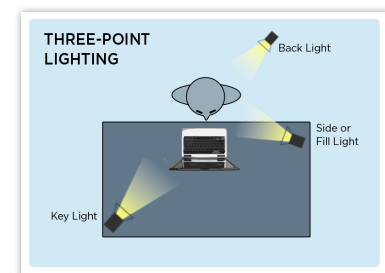 THREE-POINT
LIGHTING
Back Light
Side or
Fill Light
Key Light